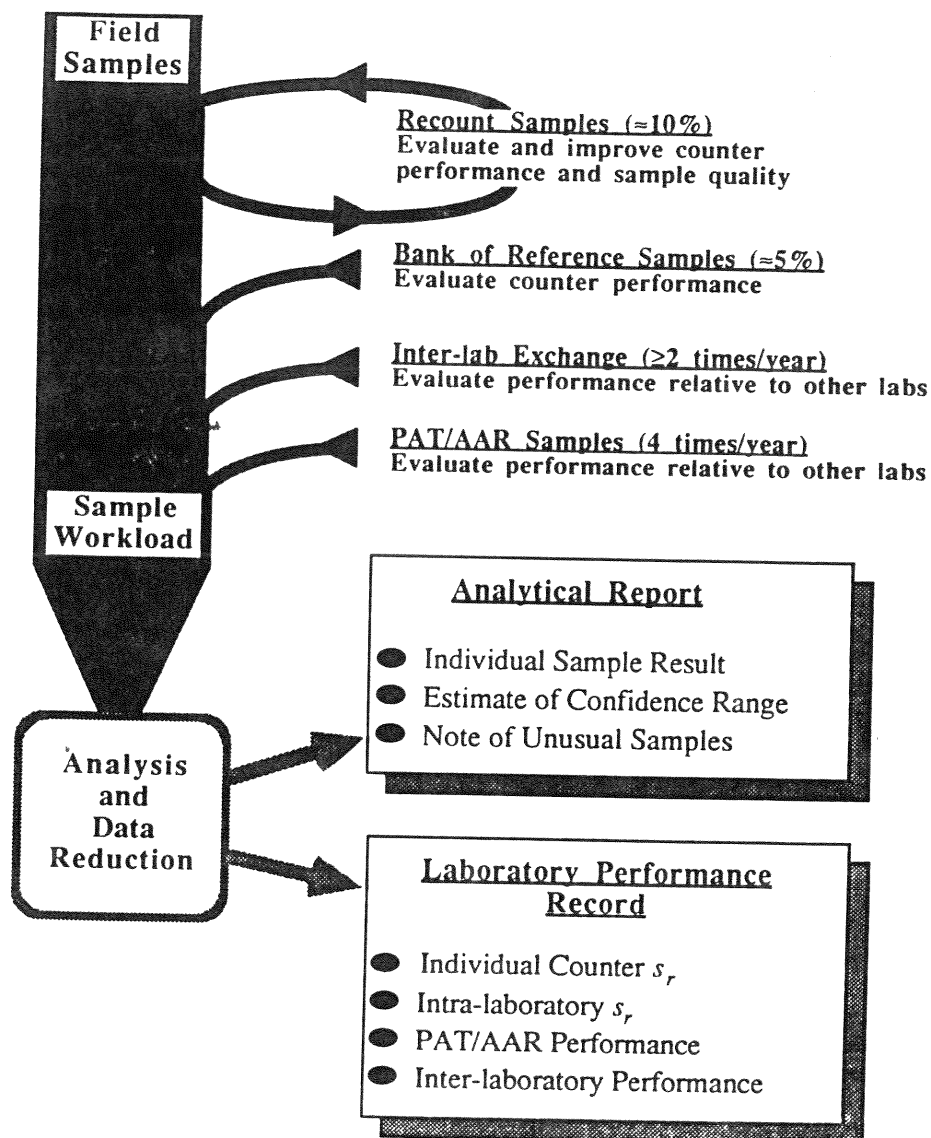 Field
Samples
Recount Samples (≈10%)
Evaluate and improve counter
performance and sample quality
Bank of Reference Samples (≈5%)
Evaluate counter performance
Inter-lab Exchange (≥2 times/year)
Evaluate performance relative to other labs
PAT/AAR Samples (4 times/year)
Evaluate performance relative to other labs
Sample
Workload
Analytical Report
● Individual Sample Result
● Estimate of Confidence Range
● Note of Unusual Samples
Analysis
and
Data
Reduction
Laboratory Performance
Record
● Individual Counter sᵣ
● Intra-laboratory sᵣ
● PAT/AAR Performance
● Inter-laboratory Performance